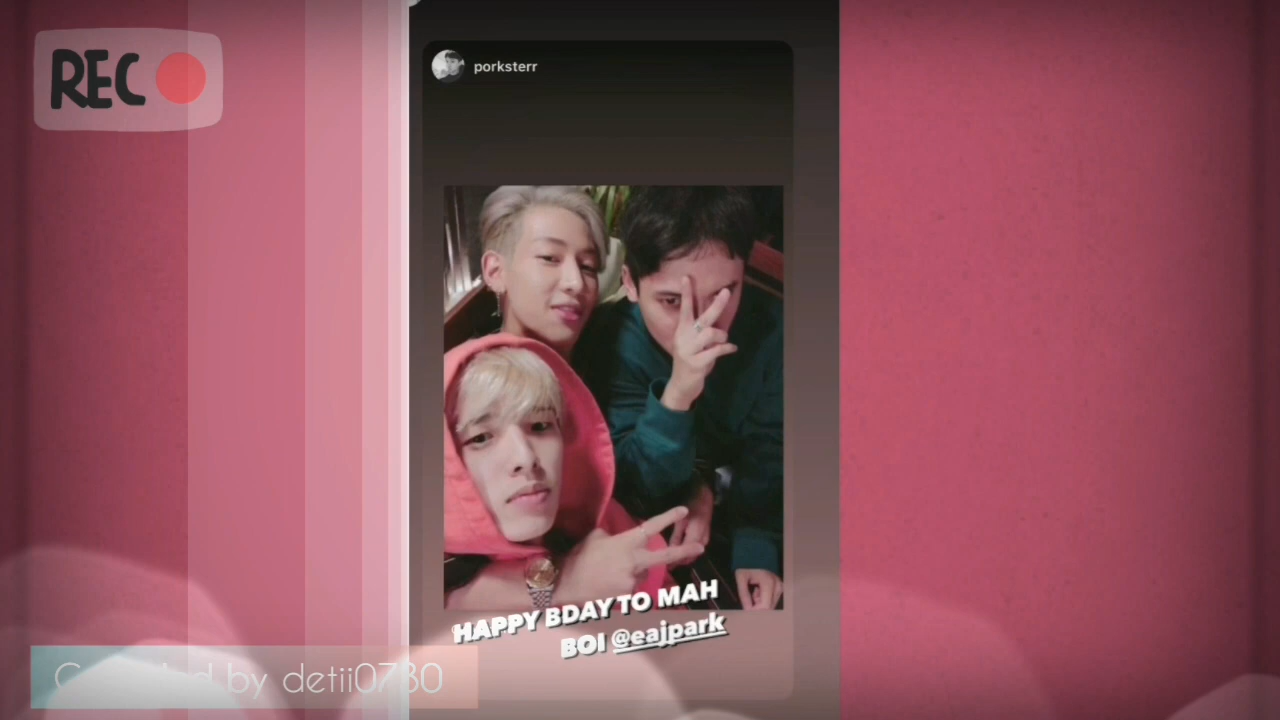 REC
porksterr
HAPPY BDAY TO MAH
BOI @eajpark
by detii0730